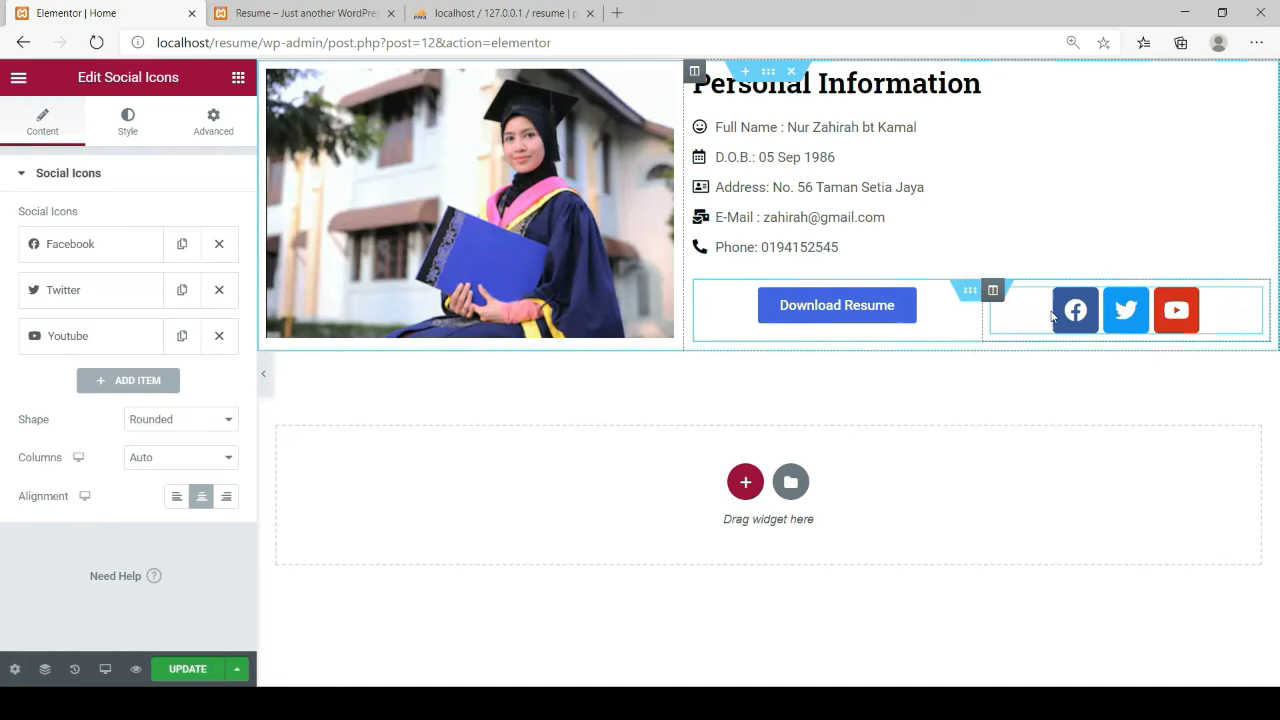 Elementor | Home
Resume – Just another WordPres
localhost / 127.0.0.1 / resume | p
localhost/resume/wp-admin/post.php?post=12&action=elementor
Edit Social Icons
Content
Style
Advanced
Social Icons
Social Icons
Facebook
Twitter
Youtube
ADD ITEM
Shape
Rounded
Columns
Auto
Alignment
Need Help
UPDATE
Personal Information
Full Name : Nur Zahirah bt Kamal
D.O.B.: 05 Sep 1986
Address: No. 56 Taman Setia Jaya
E-Mail : zahirah@gmail.com
Phone: 0194152545
Download Resume
Drag widget here